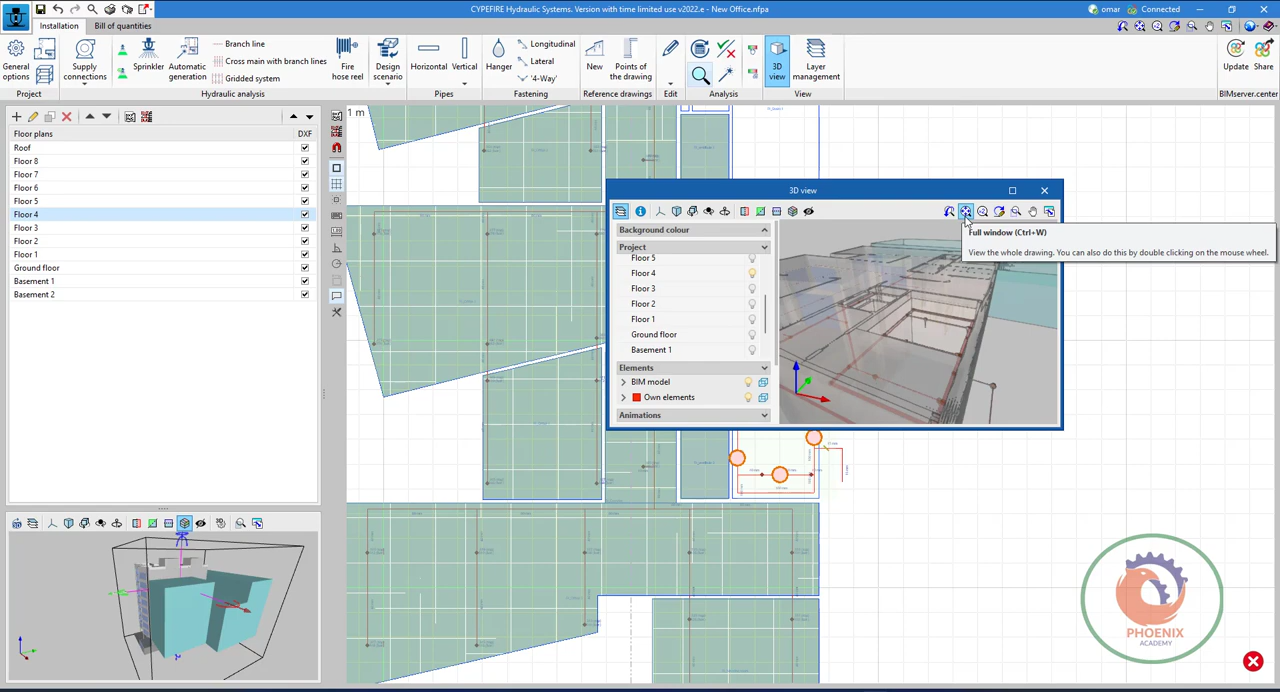 CYPEFIRE Hydraulic Systems. Version with time limited use v2022.e - New Office.nfpa
omar
Connected
Installation
Bill of quantities
General options
Supply connections
Sprinkler
Automatic generation
Branch line
Cross main with branch lines
Gridded system
Fire hose reel
Design scenario
Horizontal
Vertical
Hanger
Longitudinal
Lateral
'4-Way'
New
Points of the drawing
Edit
3D view
Layer management
Update
Share
Project
Hydraulic analysis
Pipes
Fastening
Reference drawings
Analysis
View
BIMserver.center
Floor plans
DXF
Roof
Floor 8
Floor 7
Floor 6
Floor 5
Floor 4
Floor 3
Floor 2
Floor 1
Ground floor
Basement 1
Basement 2
1 m
3D view
Full window (Ctrl+W)
View the whole drawing. You can also do this by double clicking on the mouse wheel.
Background colour
Project
Floor 5
Floor 4
Floor 3
Floor 2
Floor 1
Ground floor
Basement 1
Elements
BIM model
Own elements
Animations
PHOENIX
ACADEMY